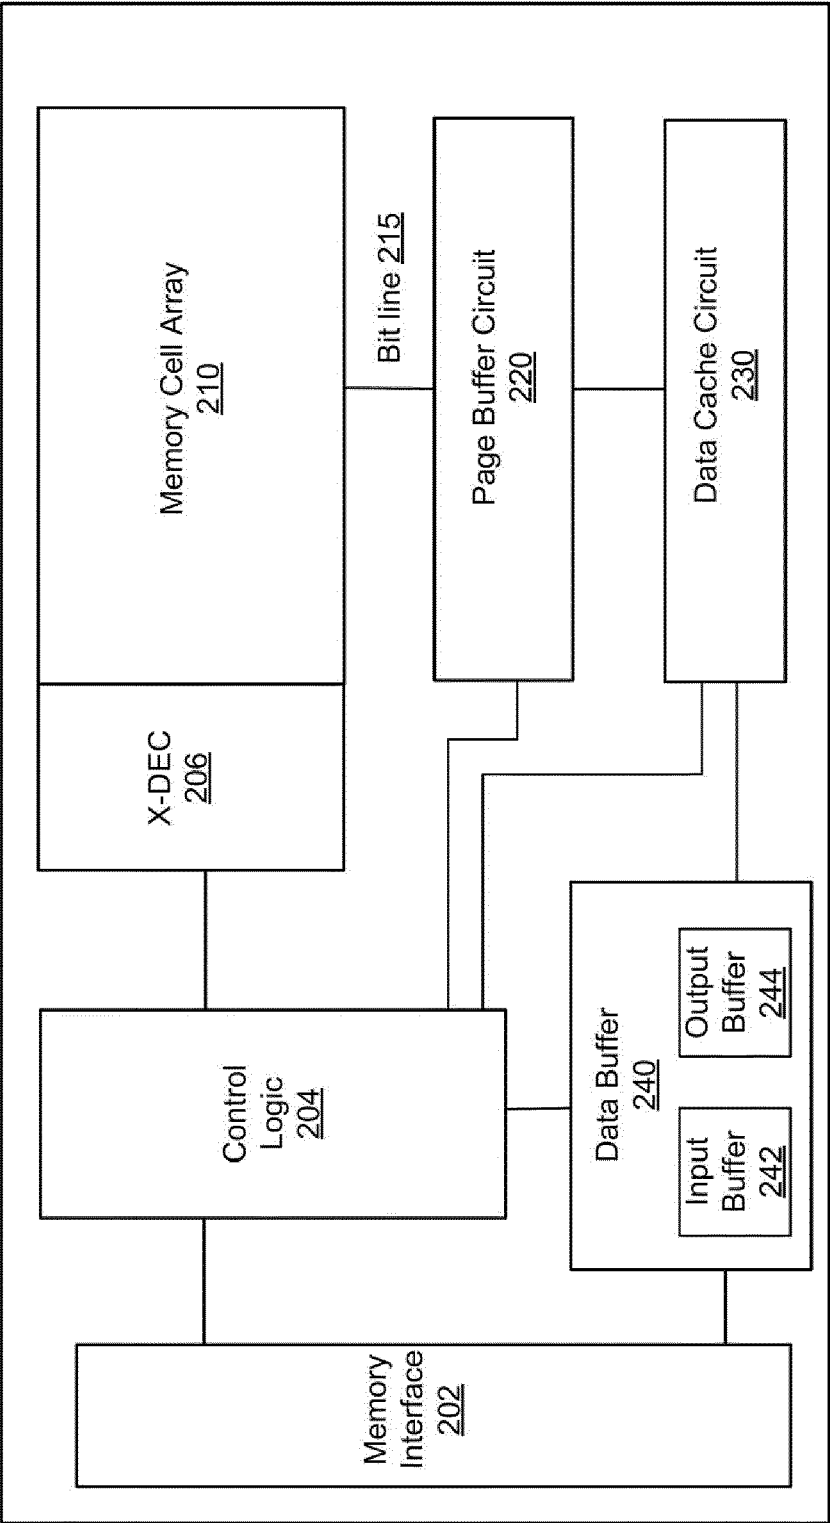 Memory
Interface
202
Control
Logic
204
X-DEC
206
Memory Cell Array
210
Bit line 215
Page Buffer Circuit
220
Data Cache Circuit
230
Data Buffer
240
Input
Buffer
242
Output
Buffer
244